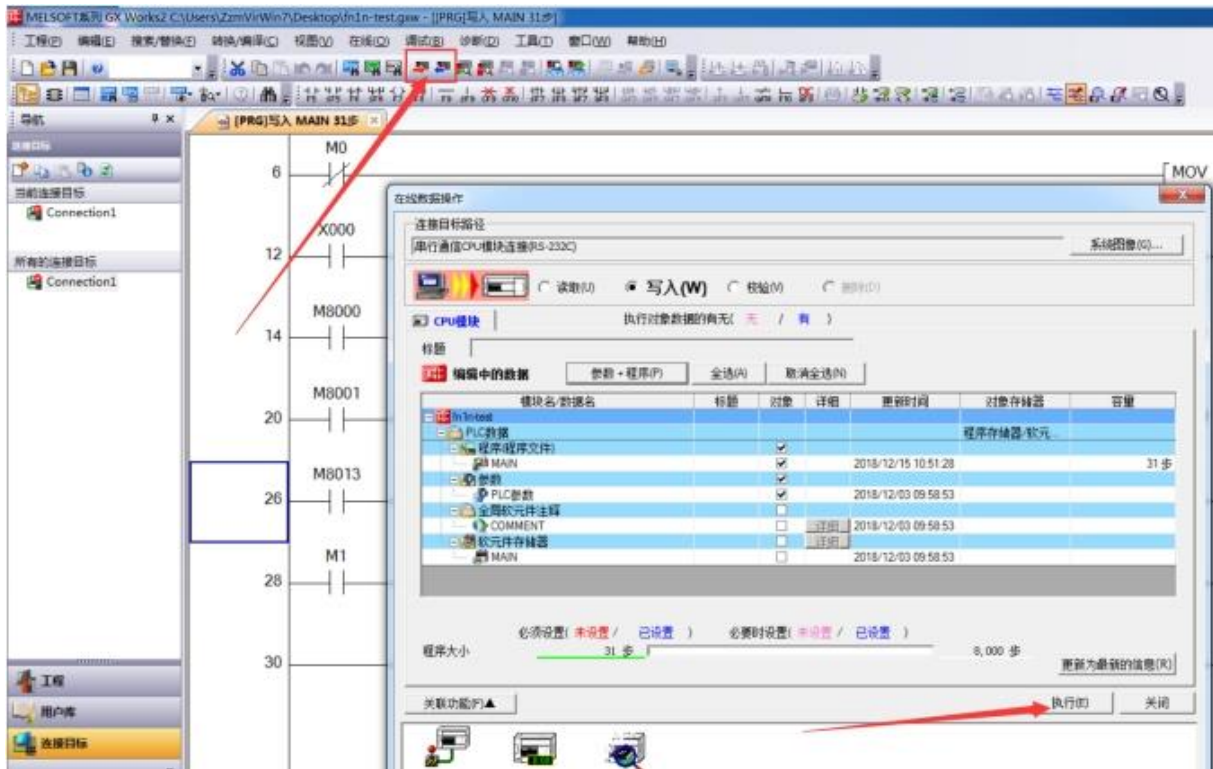 MELSOFT系列 GX Works2 C:\Users\ZzmVirWin7\Desktop\fn1n-test.gxw - [[PRG]写入 MAIN 31步]
工程(P) 编辑(E) 搜索/替换(F) 转换/编译(C) 视图(V) 在线(O) 调试(B) 诊断(D) 工具(T) 窗口(W) 帮助(H)
导航
[PRG]写入 MAIN 31步
连接目标
当前连接目标
Connection1
所有的连接目标
Connection1
M0
6
MOV
X000
12
M8000
14
M8001
20
M8013
26
M1
28
30
在线数据操作
连接目标路径
串行通信CPU模块连接(RS-232C)
系统图像(G)...
读取(U) 写入(W) 校验(V) 删除(D)
CPU模块
执行对象数据的有无( 无 / 有 )
标题
编辑中的数据 参数+程序(P) 全选(A) 取消全选(N)
模块名/数据名 标题 对象 详细 更新时间 对象存储器 容量
fn1n-test
PLC数据 程序存储器/软元...
程序(程序文件)
MAIN 2018/12/15 10:51:28 31 步
参数
PLC参数 2018/12/03 09:58:53
全局软元件注释
COMMENT 详细 2018/12/03 09:58:53
软元件存储器 详细
MAIN 2018/12/03 09:58:53
必须设置( 未设置 / 已设置 ) 必要时设置( 未设置 / 已设置 )
程序大小 31 步 8,000 步
更新为最新的信息(R)
关联功能(F)▲ 执行(E) 关闭
工程
用户库
连接目标